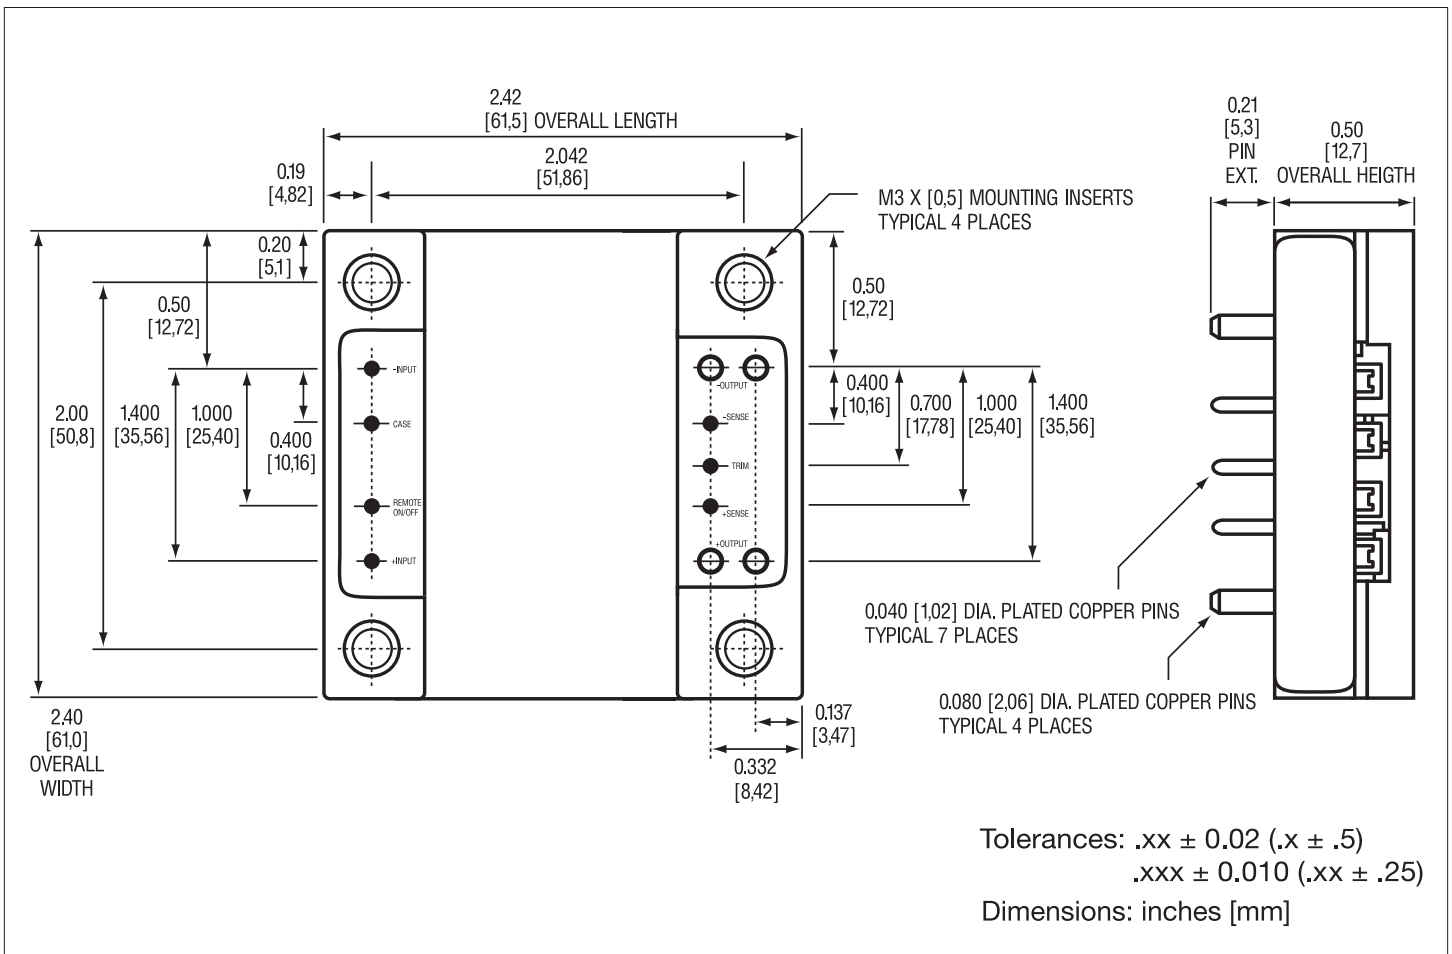 2.42
[61,5] OVERALL LENGTH
0.19
[4,82]
2.042
[51,86]
M3 X [0,5] MOUNTING INSERTS
TYPICAL 4 PLACES
0.21
[5,3]
PIN
EXT.
0.50
[12,7]
OVERALL HEIGTH
0.20
[5,1]
0.50
[12,72]
0.50
[12,72]
2.00
[50,8]
1.400
[35,56]
1.000
[25,40]
0.400
[10,16]
-INPUT
CASE
REMOTE
ON/OFF
+INPUT
-OUTPUT
-SENSE
TRIM
+SENSE
+OUTPUT
0.400
[10,16]
0.700
[17,78]
1.000
[25,40]
1.400
[35,56]
0.040 [1,02] DIA. PLATED COPPER PINS
TYPICAL 7 PLACES
0.080 [2,06] DIA. PLATED COPPER PINS
TYPICAL 4 PLACES
2.40
[61,0]
OVERALL
WIDTH
0.137
[3,47]
0.332
[8,42]
Tolerances: .xx ± 0.02 (.x ± .5)
.xxx ± 0.010 (.xx ± .25)
Dimensions: inches [mm]